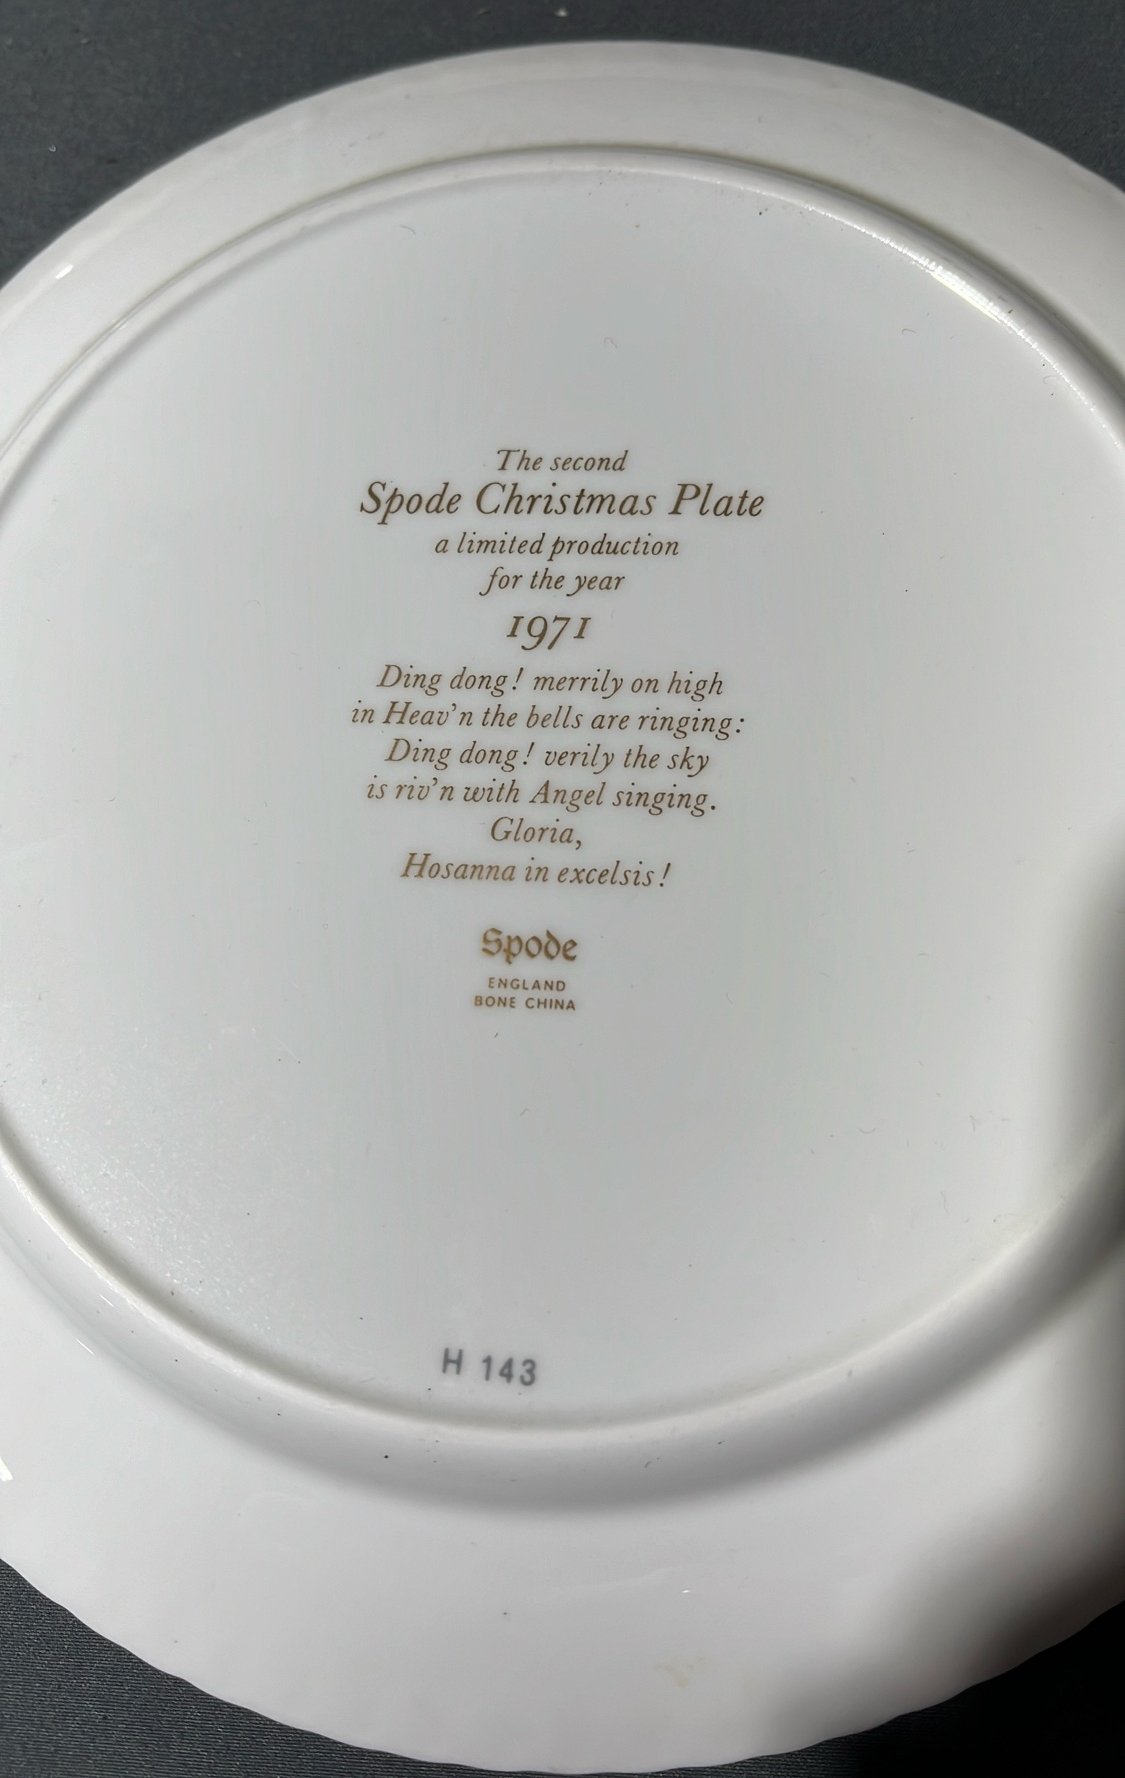 The second
Spode Christmas Plate
a limited production
for the year
1971
Ding dong! merrily on high
in Heav'n the bells are ringing:
Ding dong! verily the sky
is riv'n with Angel singing.
Gloria,
Hosanna in excelsis!
Spode
ENGLAND
BONE CHINA
H 143